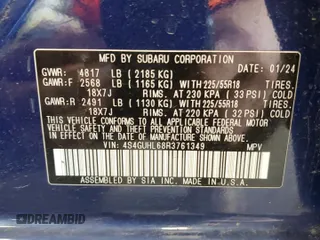 MFD BY SUBARU CORPORATION DATE: 01/24
GVWR: 4817 LB (2185 KG)
GAWR:F 2568 LB (1165 KG) WITH 225/55R18 TIRES.
18X7J RIMS. AT 230 KPA (33 PSI) COLD
GAWR:R 2491 LB (1130 KG) WITH 225/55R18 TIRES.
18X7J RIMS. AT 220 KPA (32 PSI) COLD
THIS VEHICLE CONFORMS TO ALL APPLICABLE
FEDERAL MOTOR VEHICLE SAFETY
AND THEFT PREVENTION STANDARDS
IN EFFECT ON THE DATE OF
MANUFACTURE SHOWN ABOVE.
VIN: 4S4GUHL68R3761349 MPV
ASSEMBLED BY SIA INC. MADE IN U.S.A.
DREAMBID